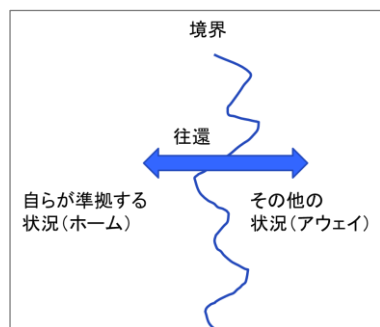 境界
往還
自らが準拠する
状況(ホーム)
その他の
状況(アウェイ)